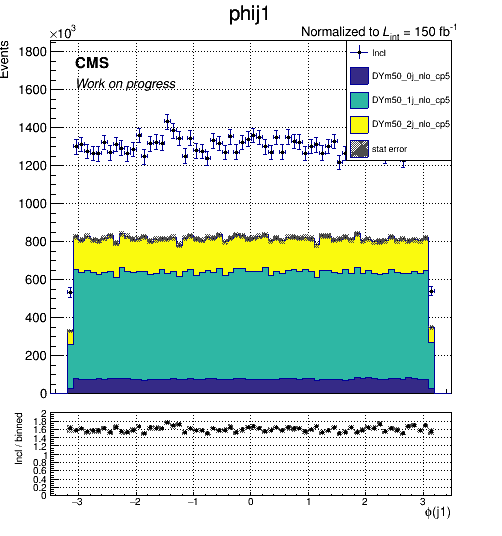 phij1
×10³
Normalized to L_int = 150 fb⁻¹
Events
1800
1600
1400
1200
1000
800
600
400
200
0
CMS
Work on progress
Incl
DYm50_0j_nlo_cp5
DYm50_1j_nlo_cp5
DYm50_2j_nlo_cp5
stat error
Incl / binned
2
1.8
1.6
1.4
1.2
1
0.8
0.6
0.4
0.2
0
−3 −2 −1 0 1 2 3
ϕ(j1)